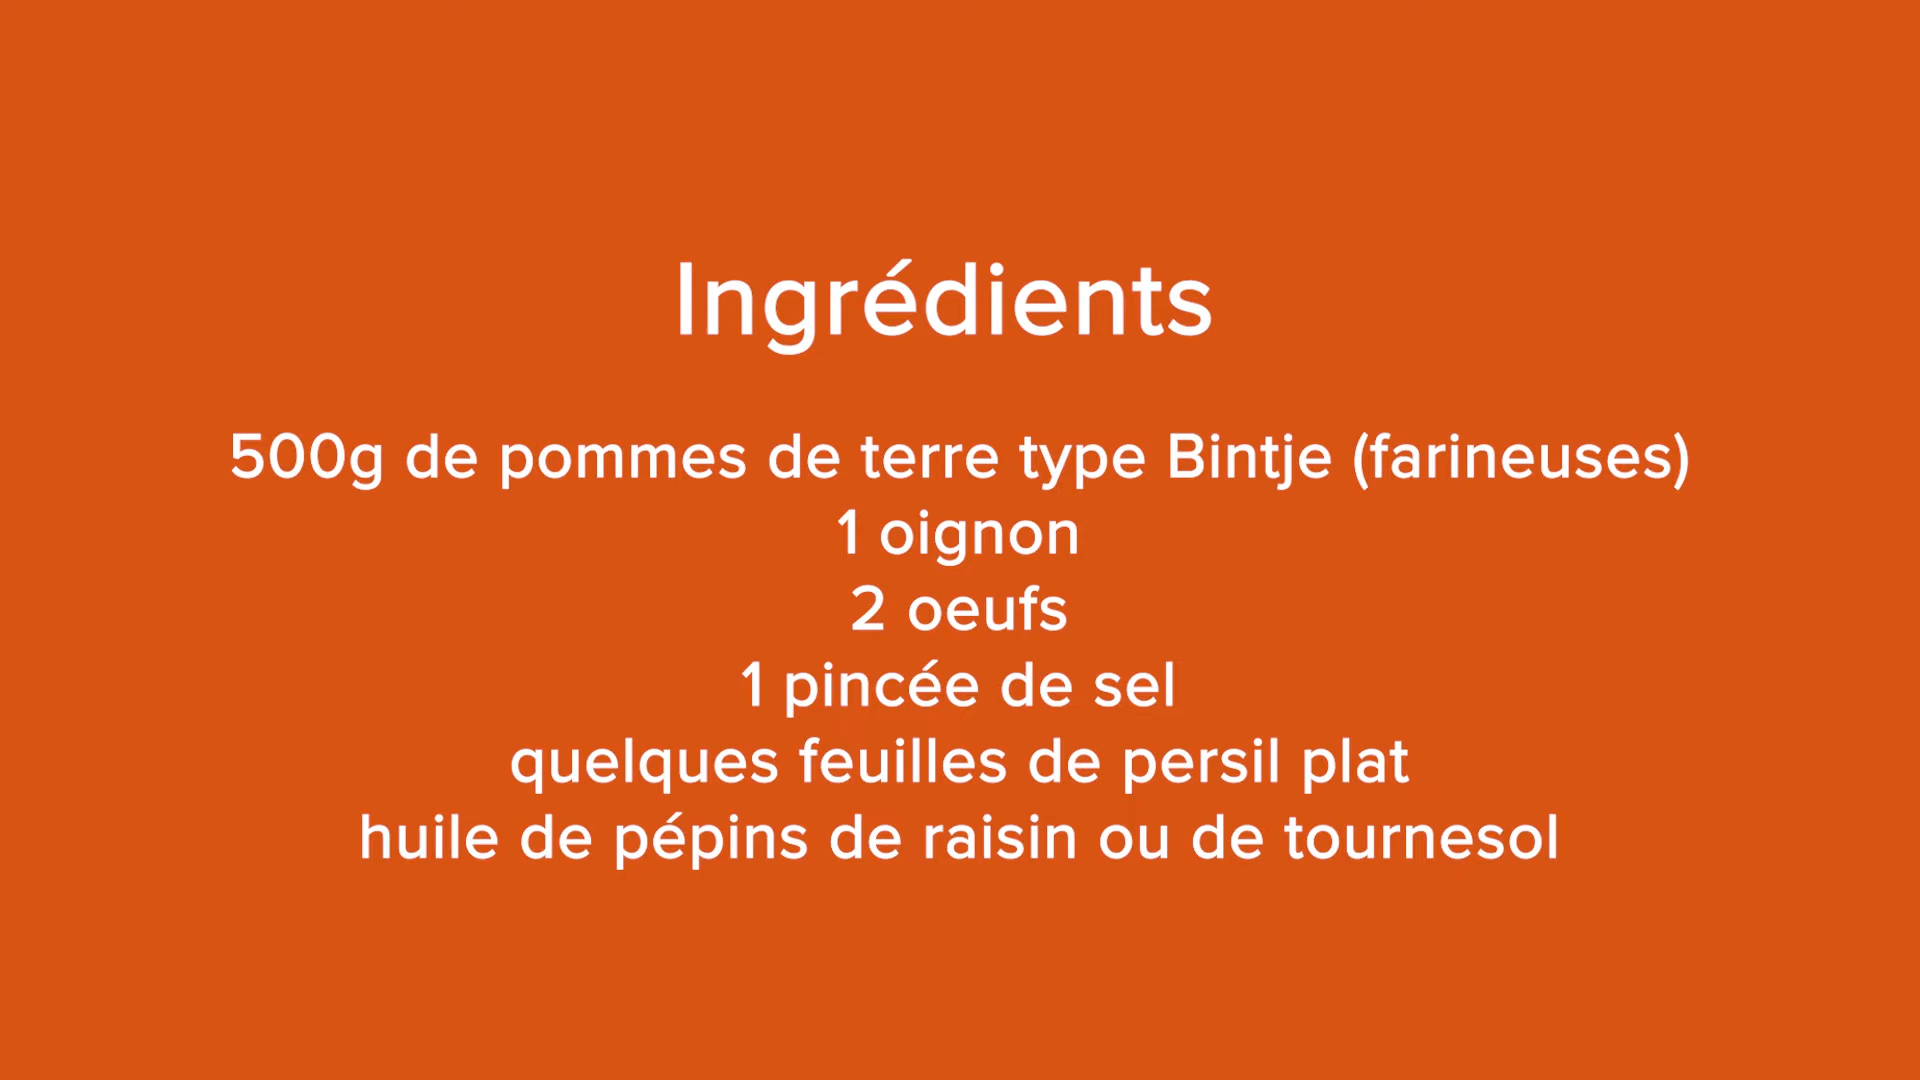 Ingrédients
500g de pommes de terre type Bintje (farineuses)
1 oignon
2 oeufs
1 pincée de sel
quelques feuilles de persil plat
huile de pépins de raisin ou de tournesol